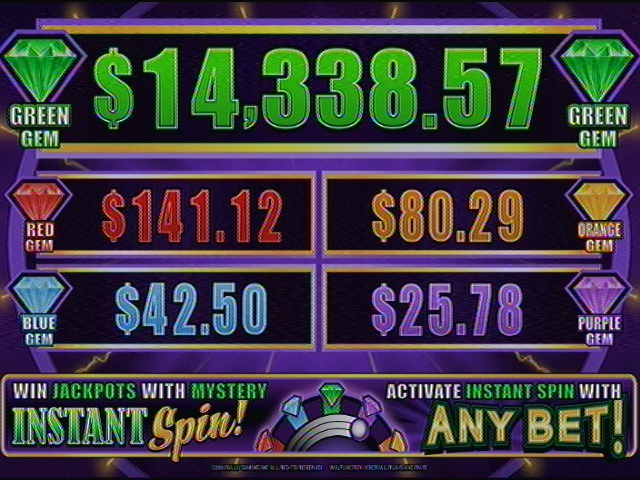 $14,338.57
GREEN GEM
GREEN GEM
RED GEM
$141.12
$80.29
ORANGE GEM
BLUE GEM
$42.50
$25.78
PURPLE GEM
WIN JACKPOTS WITH MYSTERY
INSTANT Spin!
ACTIVATE INSTANT SPIN WITH
ANY BET!